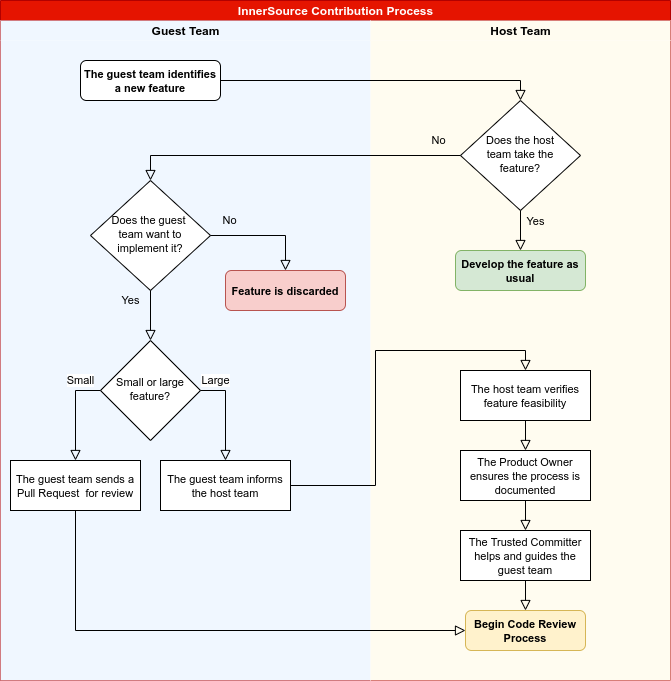 InnerSource Contribution Process
Guest Team
Host Team
The guest team identifies
a new feature
Does the host
team take the
feature?
No
Yes
Develop the feature as
usual
Does the guest
team want to
implement it?
No
Feature is discarded
Yes
Small or large
feature?
Small
Large
The guest team sends a
Pull Request  for review
The guest team informs
the host team
The host team verifies
feature feasibility
The Product Owner
ensures the process is
documented
The Trusted Committer
helps and guides the
guest team
Begin Code Review
Process